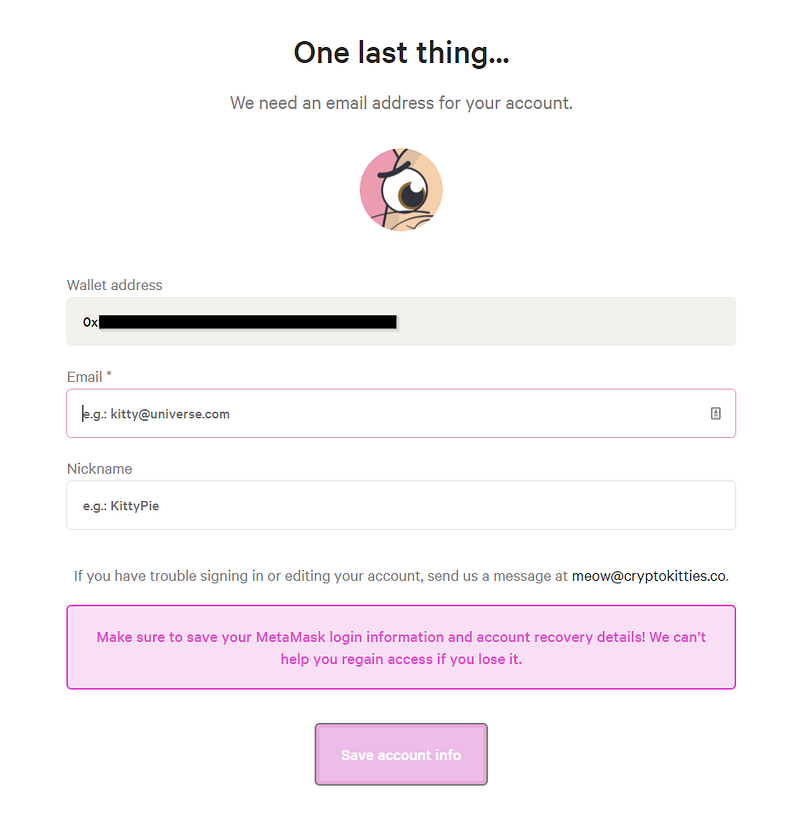 One last thing...
We need an email address for your account.
Wallet address
0x
Email *
e.g.: kitty@universe.com
Nickname
e.g.: KittyPie
If you have trouble signing in or editing your account, send us a message at meow@cryptokitties.co.
Make sure to save your MetaMask login information and account recovery details! We can’t
help you regain access if you lose it.
Save account info